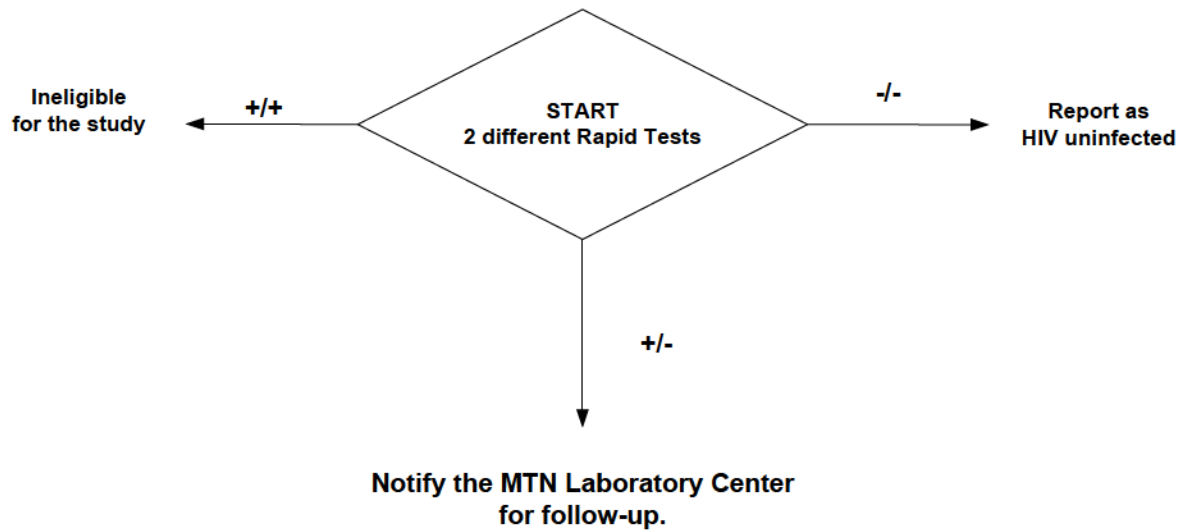 Ineligible
for the study
+/+
START
2 different Rapid Tests
-/-
Report as
HIV uninfected
+/-
Notify the MTN Laboratory Center
for follow-up.